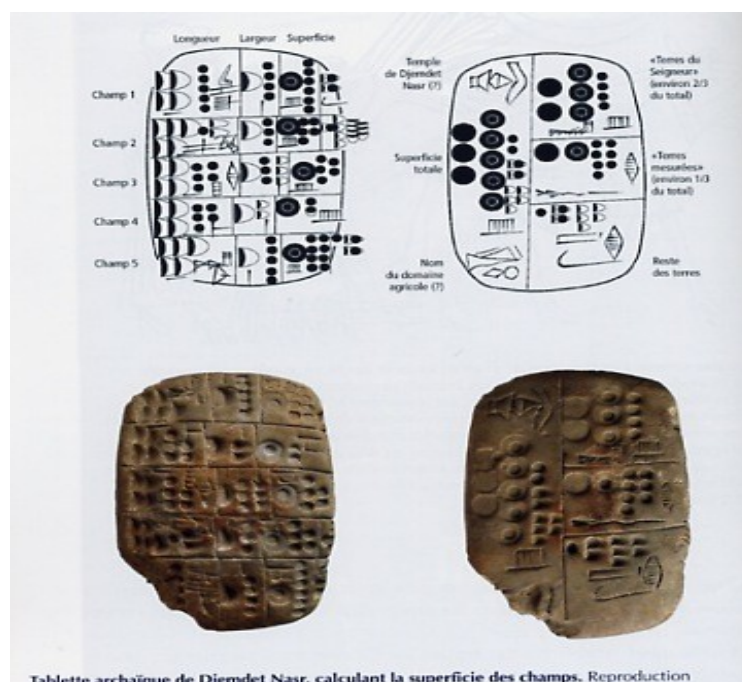 Longueur Largeur Superficie
Champ 1
Champ 2
Champ 3
Champ 4
Champ 5
Temple
de Djemdet
Nasr (?)
Superficie
totale
Nom
du domaine
agricole (?)
«Terres du
Seigneur»
(environ 2/3
du total)
«Terres
mesurées»
(environ 1/3
du total)
Reste
des terres
Tablette archaïque de Djemdet Nasr, calculant la superficie des champs. Reproduction